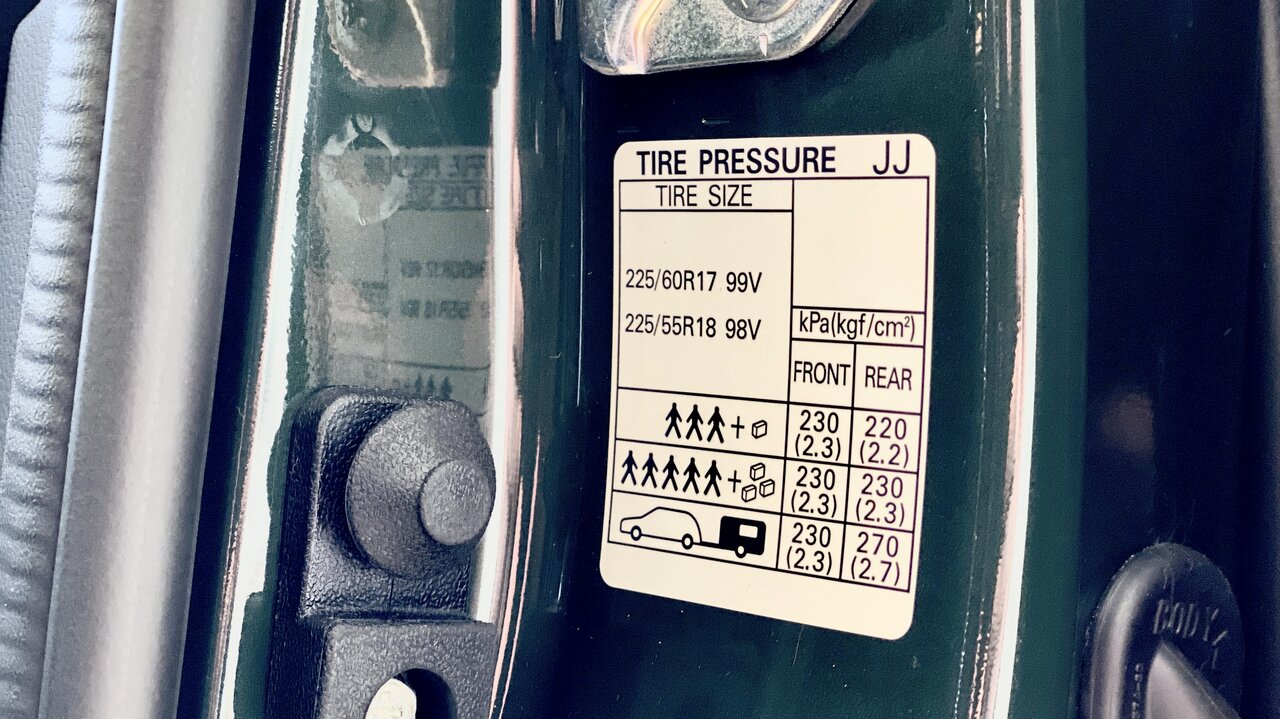 TIRE PRESSURE JJ
TIRE SIZE
225/60R17 99V
225/55R18 98V
kPa(kgf/cm²)
FRONT REAR
+ 230 (2.3) 220 (2.2)
+ 230 (2.3) 230 (2.3)
230 (2.3) 270 (2.7)
BODY